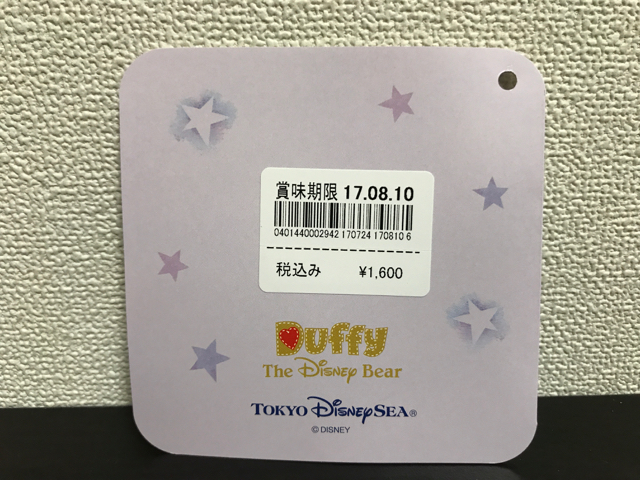 賞味期限 17.08.10
0401440002942 170724 170810 6
税込み ¥1,600
Duffy
The Disney Bear
TOKYO DisneySEA®
© DISNEY